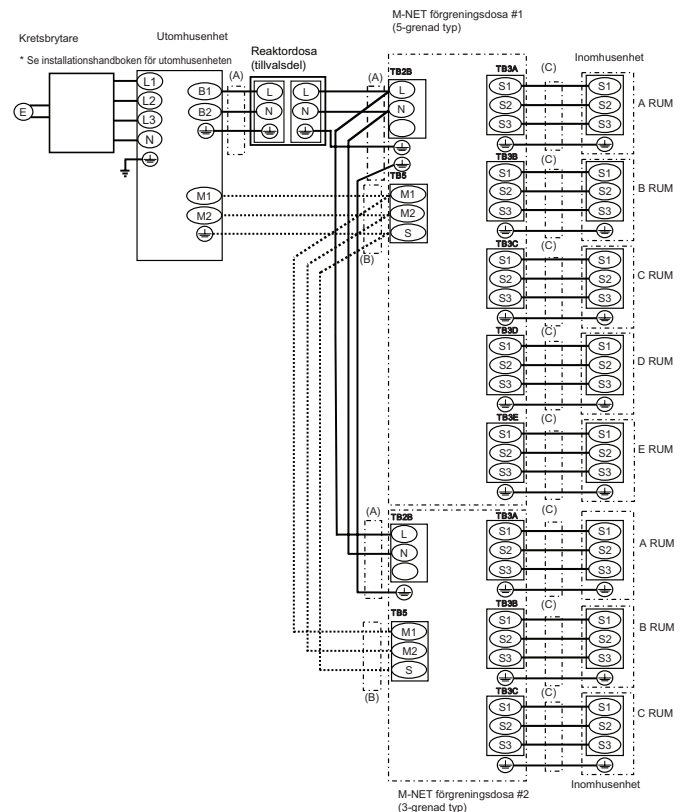 M-NET förgreningsdosa #1
(5-grenad typ)
Kretsbrytare
Utomhusenhet
* Se installationshandboken för utomhusenheten
Reaktordosa
(tillvalsdel)
Inomhusenhet
E
L1
L2
L3
N
B1
B2
(A)
L
N
L
N
(A)
TB2B
L
N
M1
M2
TB5
M1
M2
S
(B)
TB3A
(C)
S1
S2
S3
S1
S2
S3
A RUM
TB3B
(C)
S1
S2
S3
S1
S2
S3
B RUM
TB3C
(C)
S1
S2
S3
S1
S2
S3
C RUM
TB3D
(C)
S1
S2
S3
S1
S2
S3
D RUM
TB3E
(C)
S1
S2
S3
S1
S2
S3
E RUM
(A)
TB2B
L
N
TB5
M1
M2
S
(B)
TB3A
(C)
S1
S2
S3
S1
S2
S3
A RUM
TB3B
(C)
S1
S2
S3
S1
S2
S3
B RUM
TB3C
(C)
S1
S2
S3
S1
S2
S3
C RUM
Inomhusenhet
M-NET förgreningsdosa #2
(3-grenad typ)